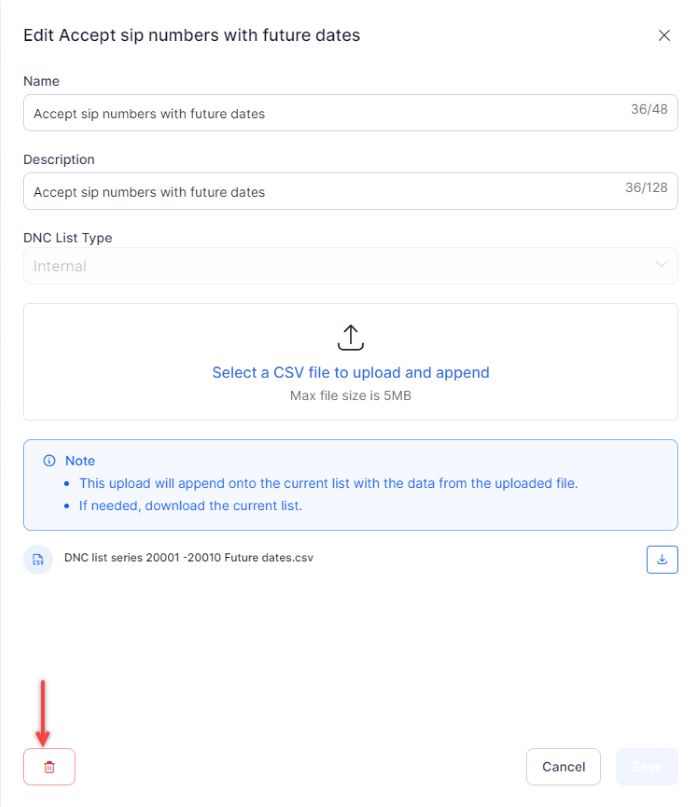 Edit Accept sip numbers with future dates
Name
Accept sip numbers with future dates
36/48
Description
Accept sip numbers with future dates
36/128
DNC List Type
Internal
Select a CSV file to upload and append
Max file size is 5MB
Note
This upload will append onto the current list with the data from the uploaded file.
If needed, download the current list.
CSV
DNC list series 20001 -20010 Future dates.csv
Cancel
Save